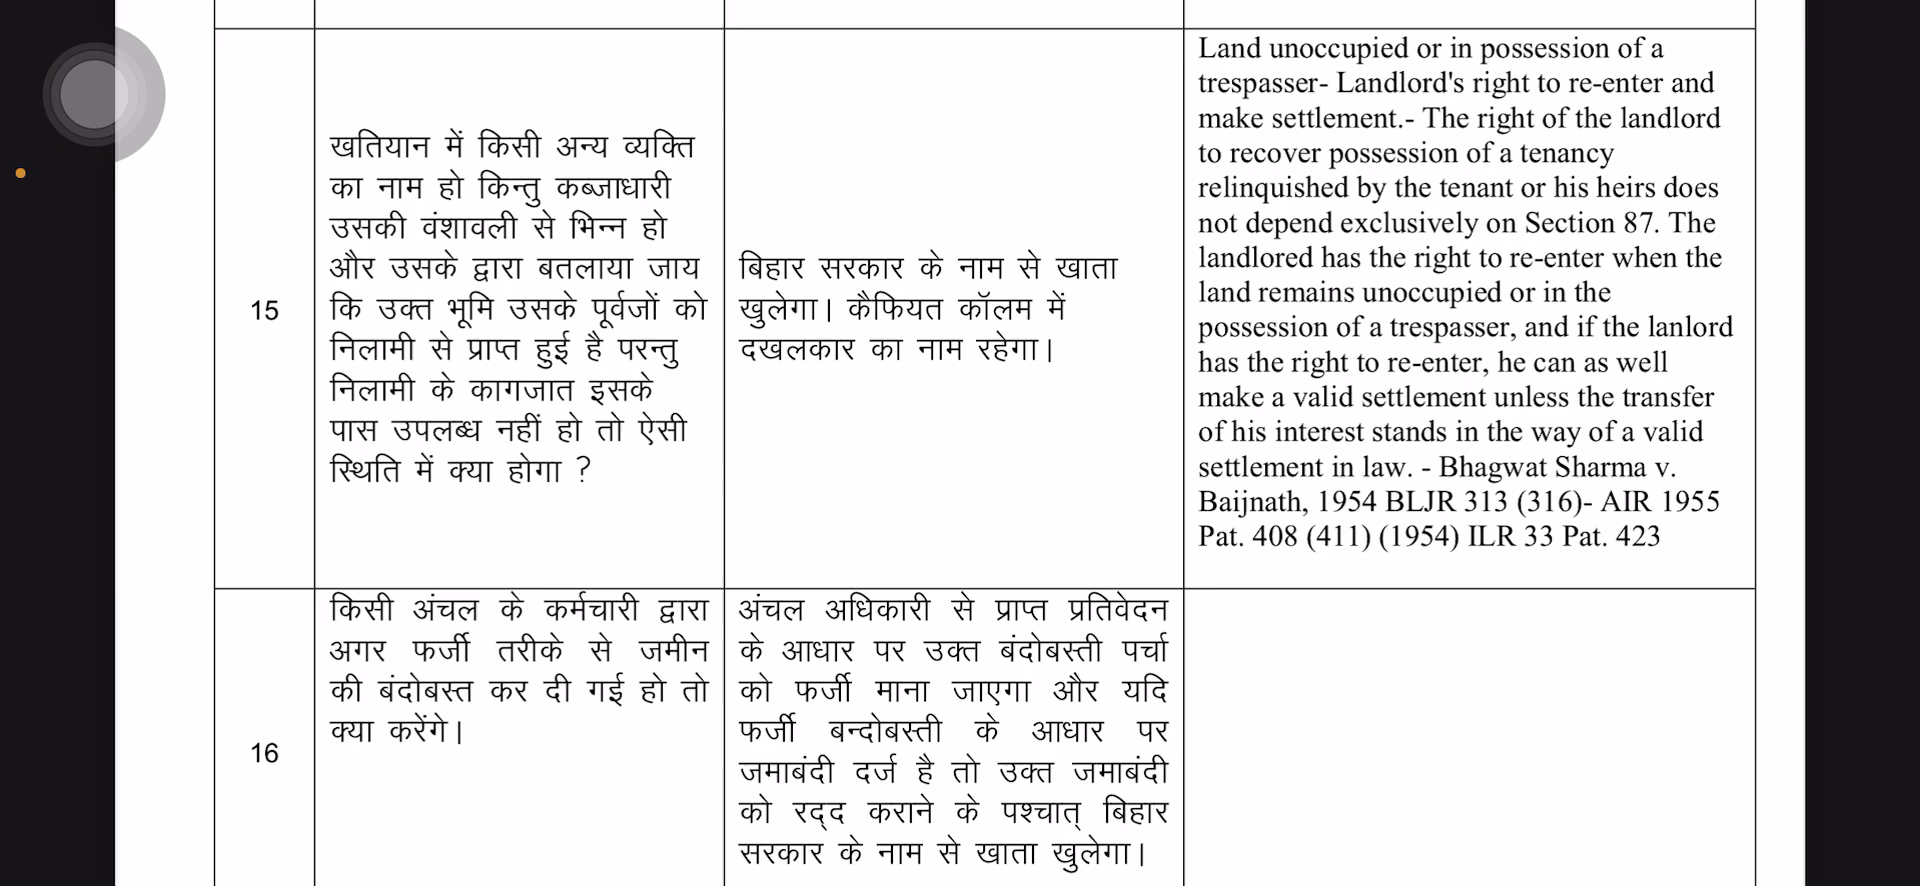 15
खतियान में किसी अन्य व्यक्ति
का नाम हो किन्तु कब्जाधारी
उसकी वंशावली से भिन्न हो
और उसके द्वारा बतलाया जाय
कि उक्त भूमि उसके पूर्वजों को
निलामी से प्राप्त हुई है परन्तु
निलामी के कागजात इसके
पास उपलब्ध नहीं हो तो ऐसी
स्थिति में क्या होगा ?
बिहार सरकार के नाम से खाता
खुलेगा। कैफियत कॉलम में
दखलकार का नाम रहेगा।
Land unoccupied or in possession of a
trespasser- Landlord's right to re-enter and
make settlement.- The right of the landlord
to recover possession of a tenancy
relinquished by the tenant or his heirs does
not depend exclusively on Section 87. The
landlored has the right to re-enter when the
land remains unoccupied or in the
possession of a trespasser, and if the lanlord
has the right to re-enter, he can as well
make a valid settlement unless the transfer
of his interest stands in the way of a valid
settlement in law. - Bhagwat Sharma v.
Baijnath, 1954 BLJR 313 (316)- AIR 1955
Pat. 408 (411) (1954) ILR 33 Pat. 423
16
किसी अंचल के कर्मचारी द्वारा
अगर फर्जी तरीके से जमीन
की बंदोबस्त कर दी गई हो तो
क्या करेंगे।
अंचल अधिकारी से प्राप्त प्रतिवेदन
के आधार पर उक्त बंदोबस्ती पर्चा
को फर्जी माना जाएगा और यदि
फर्जी बन्दोबस्ती के आधार पर
जमाबंदी दर्ज है तो उक्त जमाबंदी
को रद्द कराने के पश्चात् बिहार
सरकार के नाम से खाता खुलेगा।